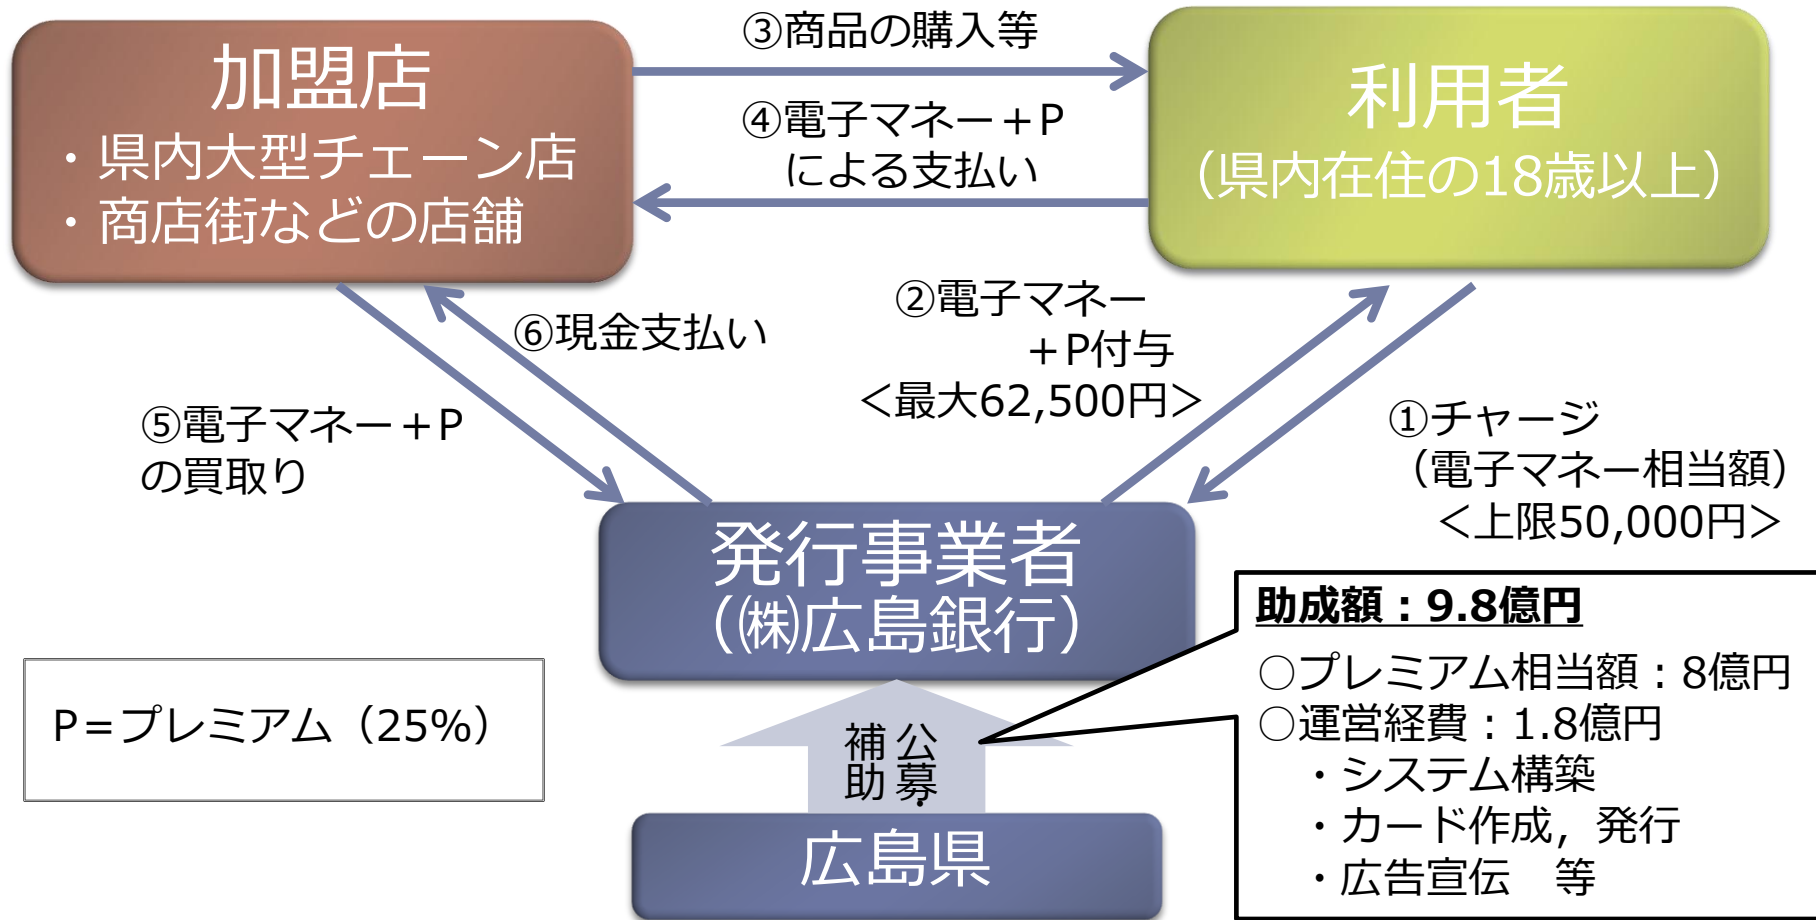 加盟店
・県内大型チェーン店
・商店街などの店舗
③商品の購入等
④電子マネー＋P
による支払い
利用者
（県内在住の18歳以上）
⑥現金支払い
②電子マネー
＋P付与
＜最大62,500円＞
⑤電子マネー＋P
の買取り
①チャージ
（電子マネー相当額）
＜上限50,000円＞
発行事業者
（㈱広島銀行）
P＝プレミアム（25%）
公募・
補助
広島県
助成額：9.8億円
○プレミアム相当額：8億円
○運営経費：1.8億円
・システム構築
・カード作成，発行
・広告宣伝　等